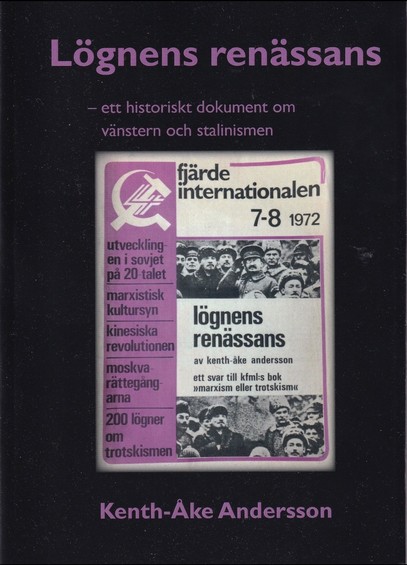 Lögnens renässans
– ett historiskt dokument om
vänstern och stalinismen
fjärde
internationalen
7-8 1972
utveckling-
en i sovjet
på 20-talet
marxistisk
kultursyn
kinesiska
revolutionen
moskva-
rättegång-
arna
200 lögner
om
trotskismen
lögnens
renässans
av kenth-åke andersson
ett svar till kfml:s bok
»marxism eller trotskism«
Kenth-Åke Andersson